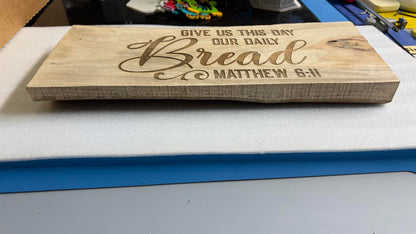 GIVE US THIS DAY
OUR DAILY
Bread
MATTHEW 6:11